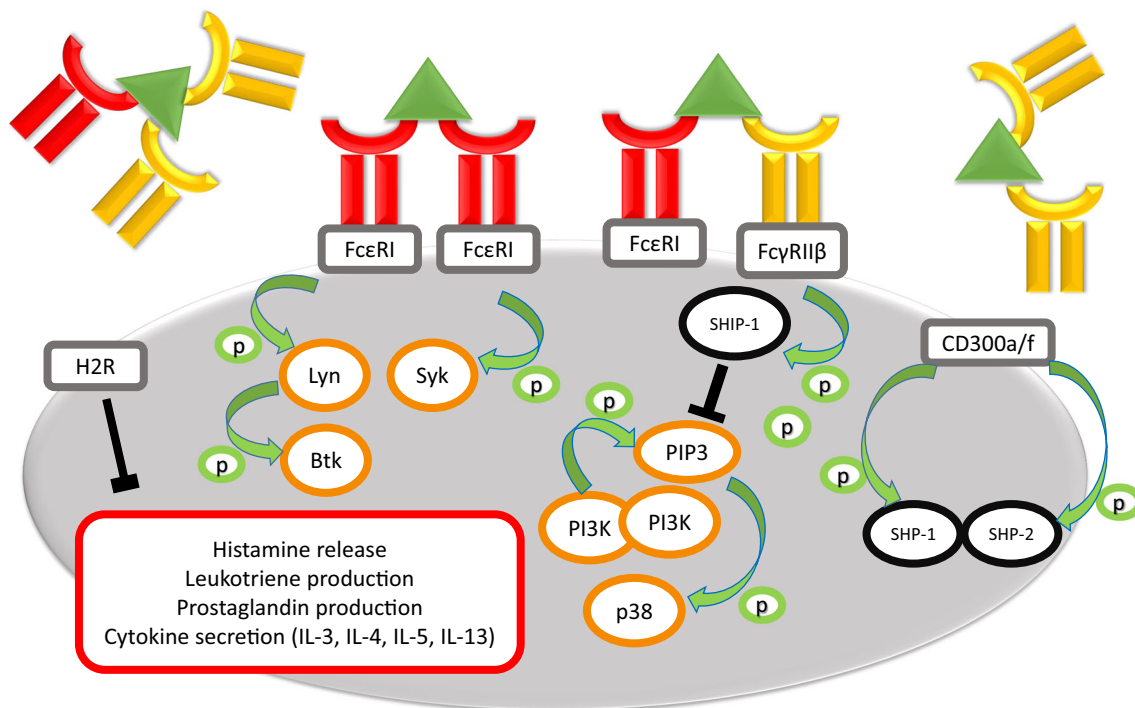 FcεRI
FcεRI
FcεRI
FcγRIIβ
SHIP-1
H2R
CD300a/f
p
Lyn
Syk
p
p
p
p
Btk
p
PIP3
p
p
PI3K
PI3K
SHP-1
SHP-2
p38
p
Histamine release
Leukotriene production
Prostaglandin production
Cytokine secretion (IL-3, IL-4, IL-5, IL-13)